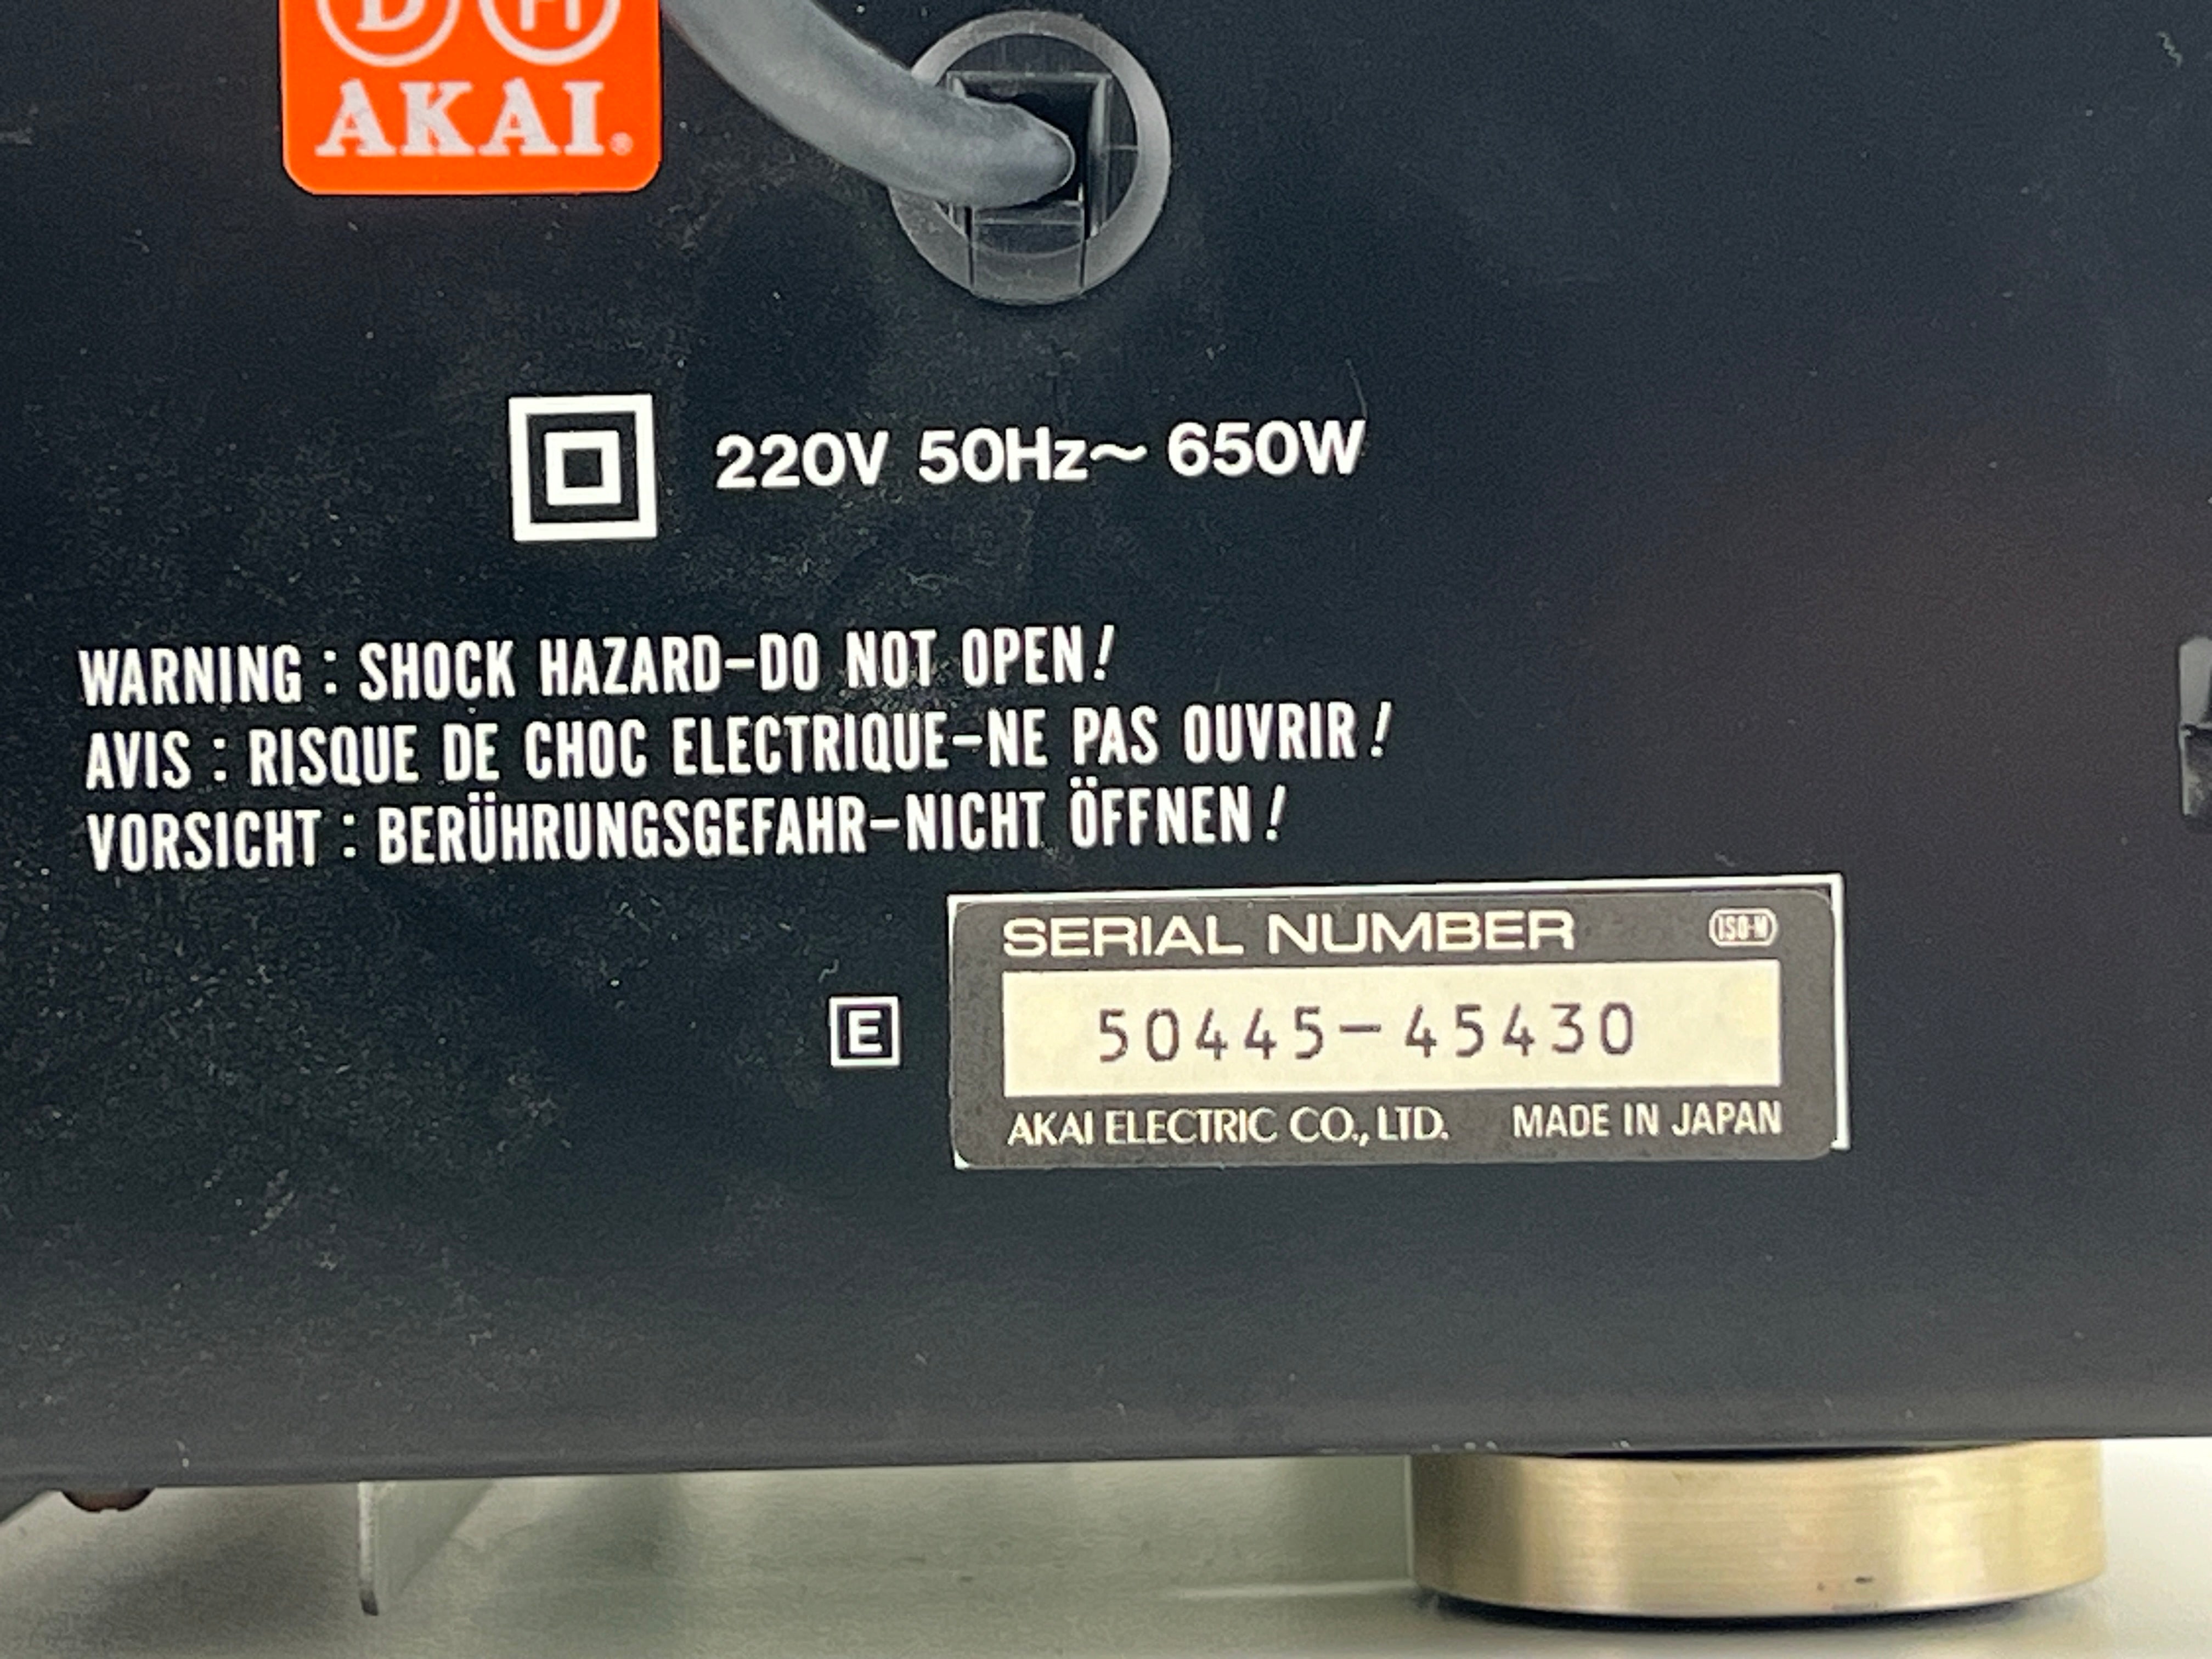 AKAI®
220V 50Hz～ 650W
WARNING : SHOCK HAZARD–DO NOT OPEN!
AVIS : RISQUE DE CHOC ELECTRIQUE–NE PAS OUVRIR!
VORSICHT : BERÜHRUNGSGEFAHR–NICHT ÖFFNEN!
SERIAL NUMBER ISO-M
E 50445-45430
AKAI ELECTRIC CO., LTD. MADE IN JAPAN